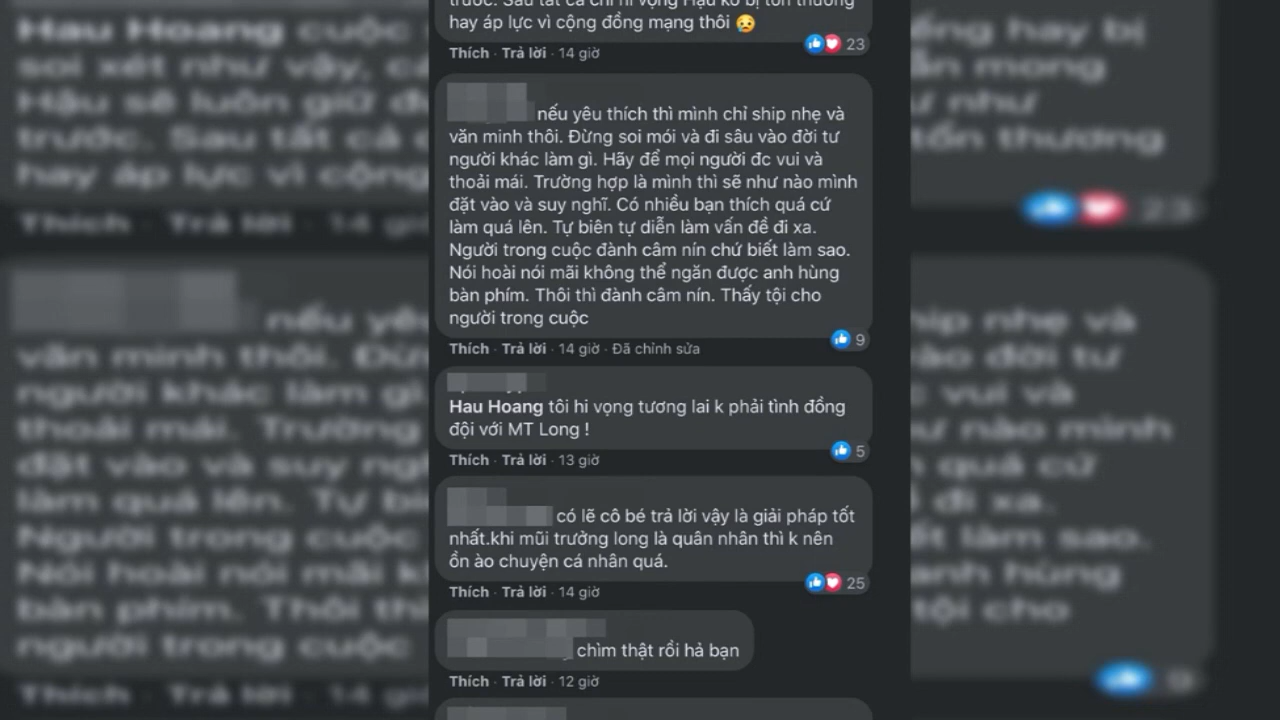 trước. Sau tất cả chỉ hi vọng Hậu ko bị tổn thương
hay áp lực vì cộng đồng mạng thôi 😥
23
Thích · Trả lời · 14 giờ
nếu yêu thích thì mình chỉ ship nhẹ và
văn minh thôi. Đừng soi mói và đi sâu vào đời tư
người khác làm gì. Hãy để mọi người đc vui và
thoải mái. Trường hợp là mình thì sẽ như nào mình
đặt vào và suy nghĩ. Có nhiều bạn thích quá cứ
làm quá lên. Tự biên tự diễn làm vấn đề đi xa.
Người trong cuộc đành câm nín chứ biết làm sao.
Nói hoài nói mãi không thể ngăn được anh hùng
bàn phím. Thôi thì đành câm nín. Thấy tội cho
người trong cuộc
9
Thích · Trả lời · 14 giờ · Đã chỉnh sửa
Hau Hoang tôi hi vọng tương lai k phải tình đồng
đội với MT Long !
5
Thích · Trả lời · 13 giờ
có lẽ cô bé trả lời vậy là giải pháp tốt
nhất.khi mũi trưởng long là quân nhân thì k nên
ồn ào chuyện cá nhân quá.
25
Thích · Trả lời · 14 giờ
chìm thật rồi hả bạn
Thích · Trả lời · 12 giờ